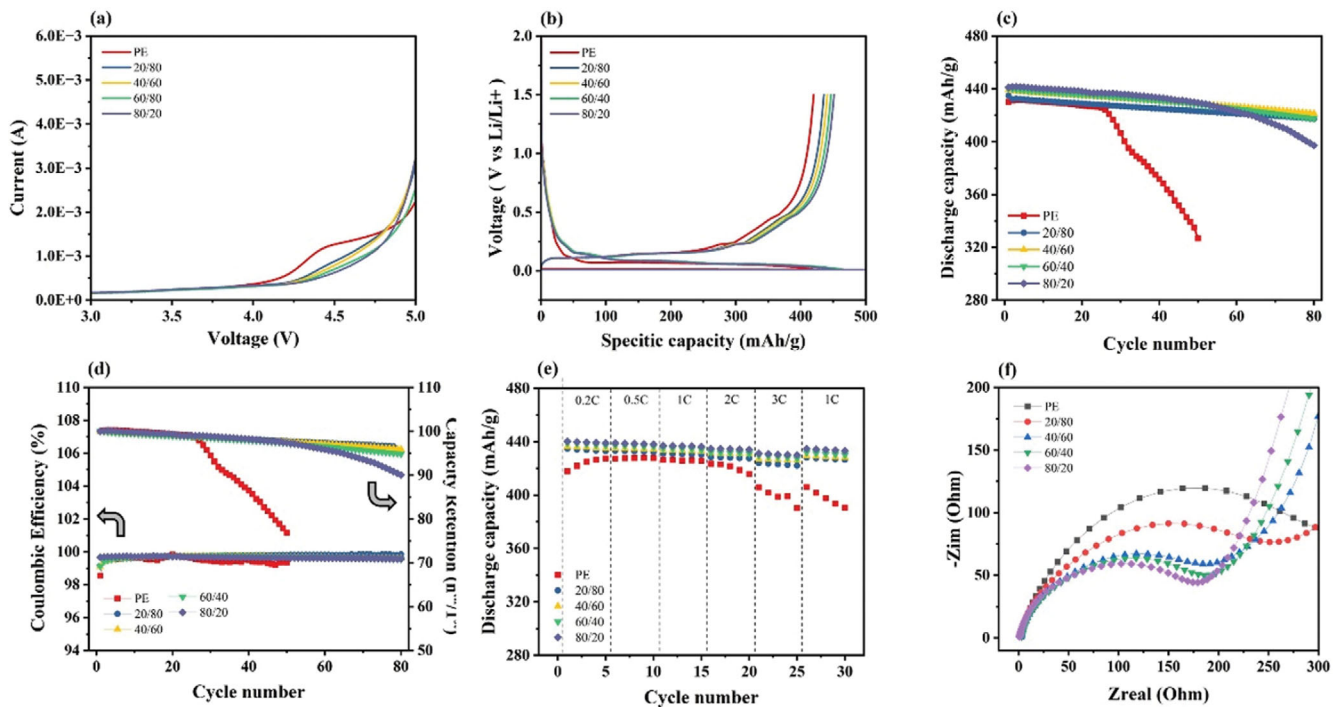 (a)
6.0E−3
5.0E−3
4.0E−3
3.0E−3
2.0E−3
1.0E−3
0.0E+0
3.0
3.5
4.0
4.5
5.0
Current (A)
Voltage (V)
PE
20/80
40/60
60/80
80/20
(b)
2.0
1.5
1.0
0.5
0.0
0
100
200
300
400
500
Voltage ( V vs Li/Li+ )
Specitic capacity (mAh/g)
PE
20/80
40/60
60/40
80/20
(c)
480
440
400
360
320
280
0
20
40
60
80
Discharge capacity (mAh/g)
Cycle number
PE
20/80
40/60
60/40
80/20
(d)
110
108
106
104
102
100
98
96
94
110
100
90
80
70
60
50
0
20
40
60
80
Coulombic Efficiency (%)
Capacity Retention
Cycle number
PE
20/80
40/60
60/40
80/20
(e)
480
440
400
360
320
280
0.2C
0.5C
1C
2C
3C
1C
0
5
10
15
20
25
30
Discharge capacity (mAh/g)
Cycle number
PE
20/80
40/60
60/40
80/20
(f)
200
150
100
50
0
0
50
100
150
200
250
300
-Zim (Ohm)
Zreal (Ohm)
PE
20/80
40/60
60/40
80/20